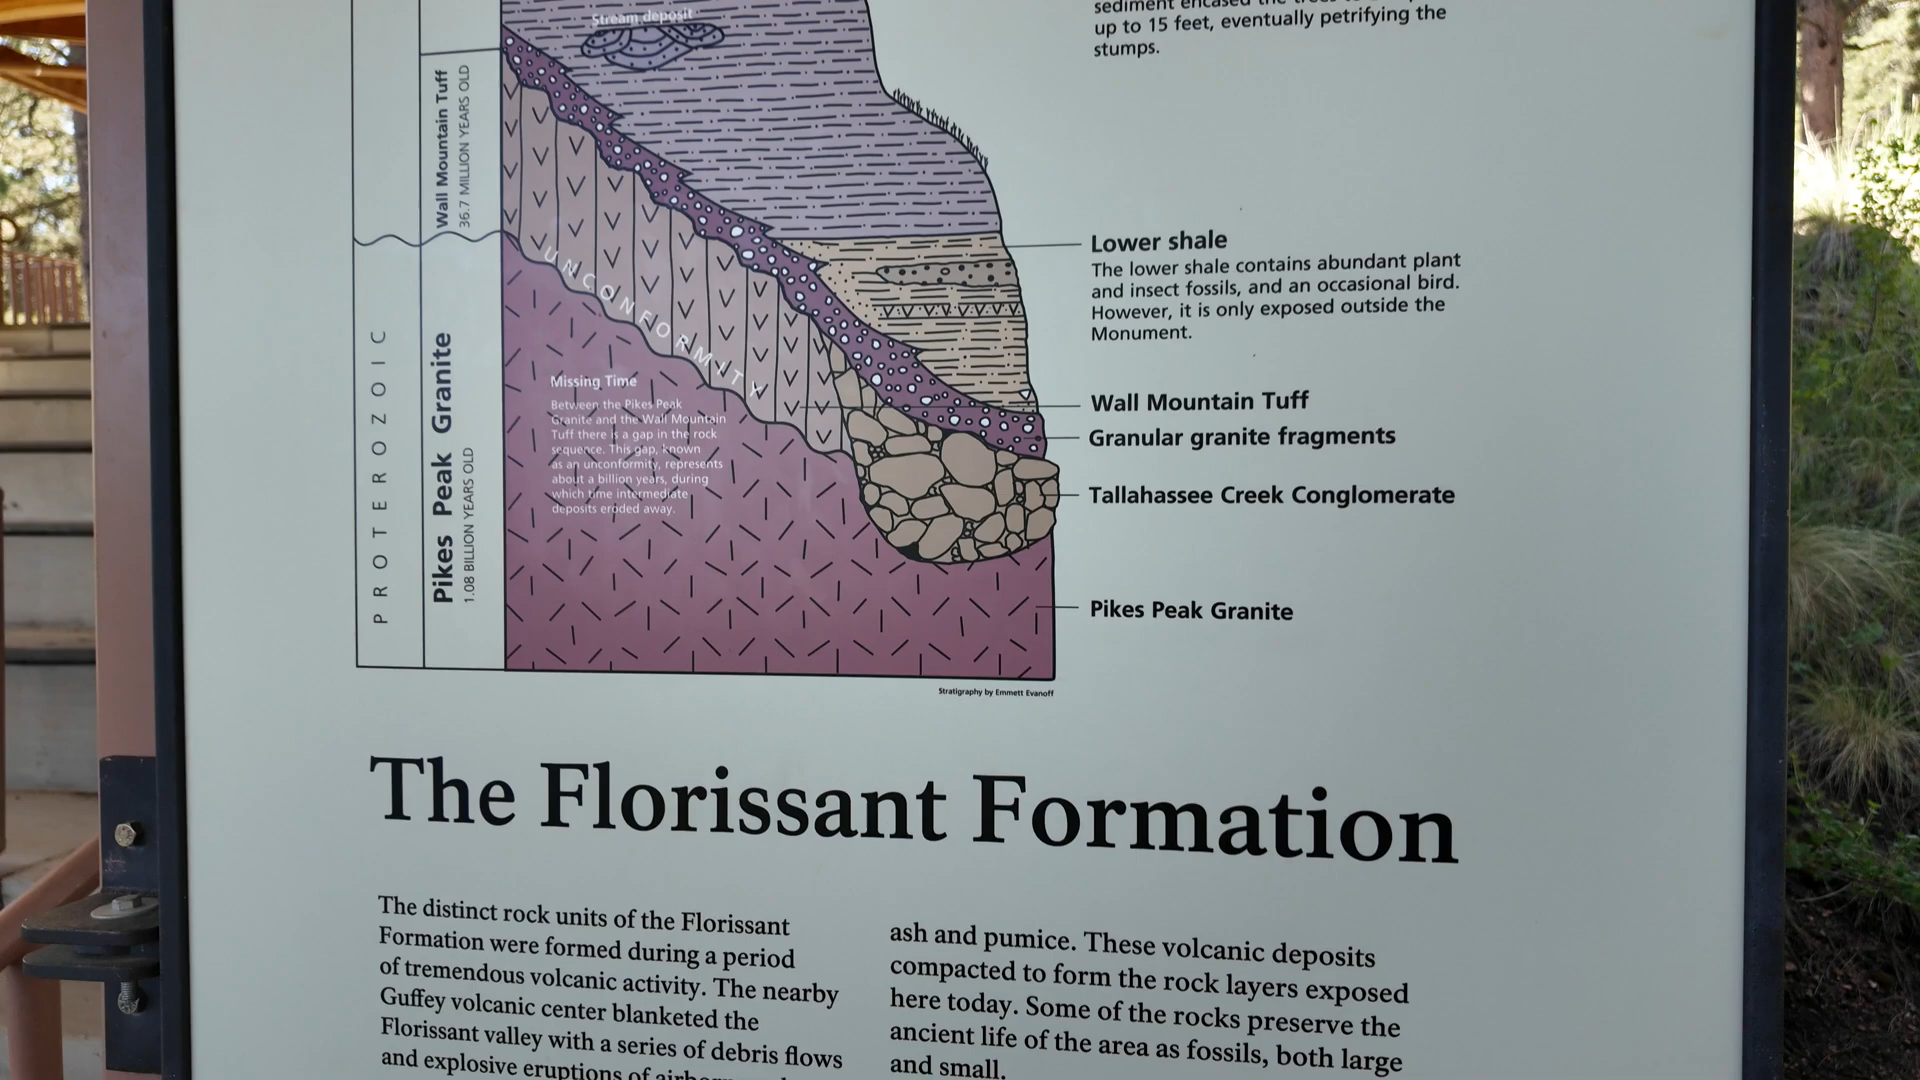 Stream deposit
up to 15 feet, eventually petrifying the
stumps.
Wall Mountain Tuff
36.7 MILLION YEARS OLD
Lower shale
The lower shale contains abundant plant
and insect fossils, and an occasional bird.
However, it is only exposed outside the
Monument.
UNCONFORMITY
PROTEROZOIC
Pikes Peak Granite
1.08 BILLION YEARS OLD
Missing Time
Between the Pikes Peak
Granite and the Wall Mountain
Tuff there is a gap in the rock
sequence. This gap, known
as an unconformity, represents
about a billion years, during
which time intermediate
deposits eroded away.
Wall Mountain Tuff
Granular granite fragments
Tallahassee Creek Conglomerate
Pikes Peak Granite
Stratigraphy by Emmett Evanoff
The Florissant Formation
The distinct rock units of the Florissant
Formation were formed during a period
of tremendous volcanic activity. The nearby
Guffey volcanic center blanketed the
Florissant valley with a series of debris flows
and explosive eruptions of
ash and pumice. These volcanic deposits
compacted to form the rock layers exposed
here today. Some of the rocks preserve the
ancient life of the area as fossils, both large
and small.